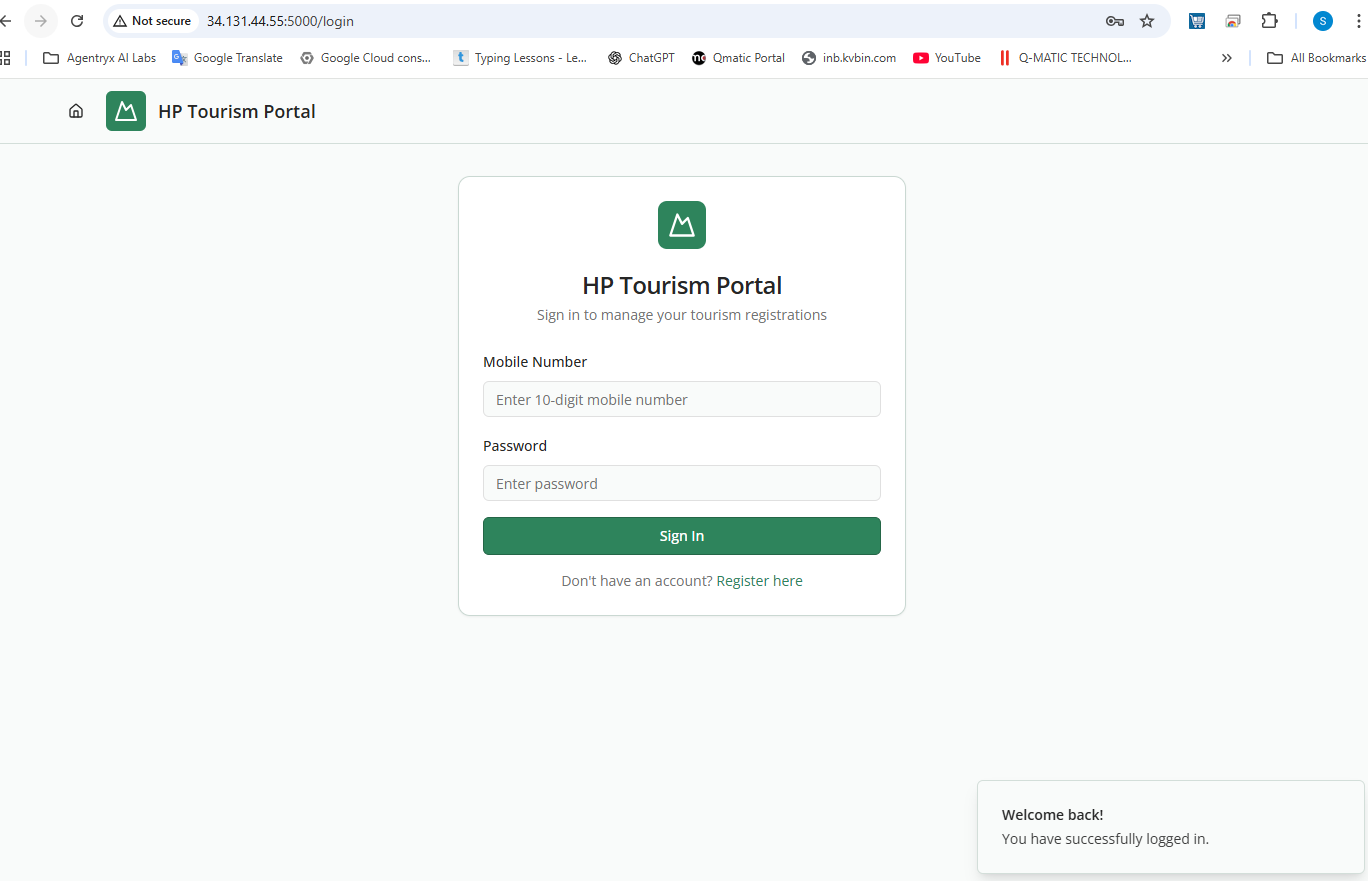 Not secure 34.131.44.55:5000/login S
Agentryx AI Labs Google Translate Google Cloud cons... t Typing Lessons - Le... ChatGPT Qmatic Portal inb.kvbin.com YouTube Q-MATIC TECHNOL... » All Bookmarks
HP Tourism Portal
HP Tourism Portal
Sign in to manage your tourism registrations
Mobile Number
Enter 10-digit mobile number
Password
Enter password
Sign In
Don't have an account? Register here
Welcome back!
You have successfully logged in.